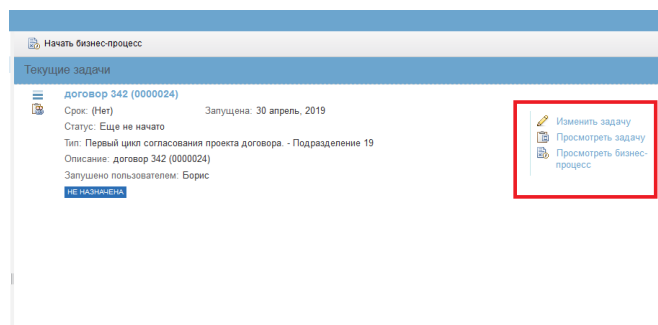 Начать бизнес-процесс
Текущие задачи
договор 342 (0000024)
Срок: (Нет) Запущена: 30 апрель, 2019
Статус: Еще не начато
Тип: Первый цикл согласования проекта договора. - Подразделение 19
Описание: договор 342 (0000024)
Запушено пользователем: Борис
НЕ НАЗНАЧЕНА
Изменить задачу
Просмотреть задачу
Просмотреть бизнес-
процесс